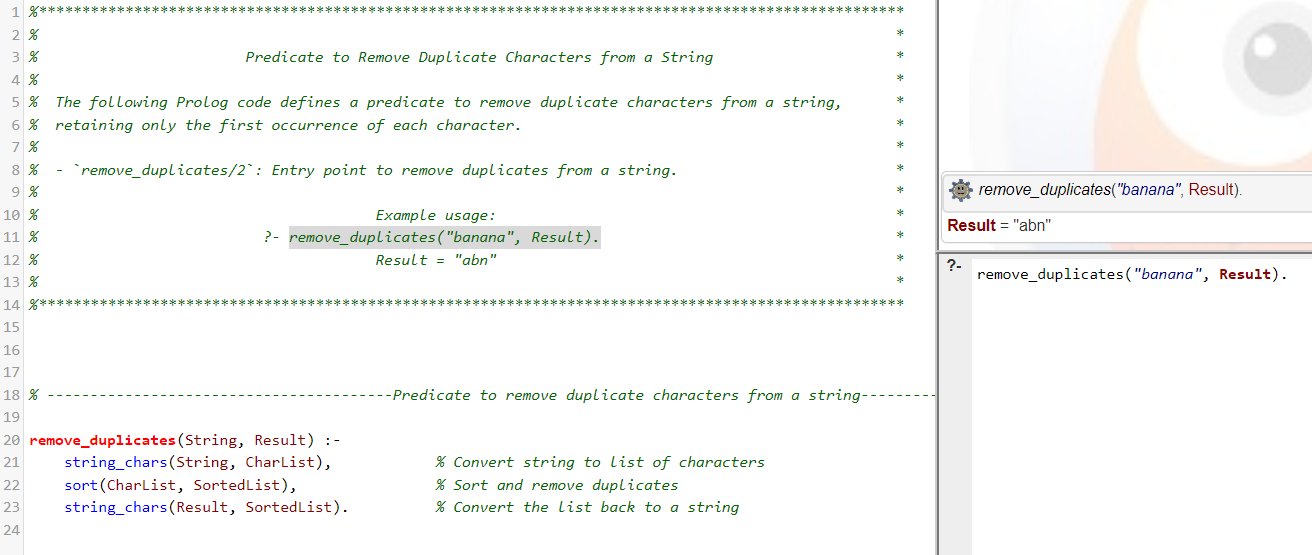 1 %****************************************************************************************************
2 % *
3 % Predicate to Remove Duplicate Characters from a String *
4 % *
5 % The following Prolog code defines a predicate to remove duplicate characters from a string, *
6 % retaining only the first occurrence of each character. *
7 % *
8 % - `remove_duplicates/2`: Entry point to remove duplicates from a string. *
9 % *
10 % Example usage: *
11 % ?- remove_duplicates("banana", Result). *
12 % Result = "abn" *
13 % *
14 %****************************************************************************************************
15
16
17
18 % ----------------------------------------Predicate to remove duplicate characters from a string---------
19
20 remove_duplicates(String, Result) :-
21 string_chars(String, CharList), % Convert string to list of characters
22 sort(CharList, SortedList), % Sort and remove duplicates
23 string_chars(Result, SortedList). % Convert the list back to a string
24
remove_duplicates("banana", Result).
Result = "abn"
?- remove_duplicates("banana", Result).